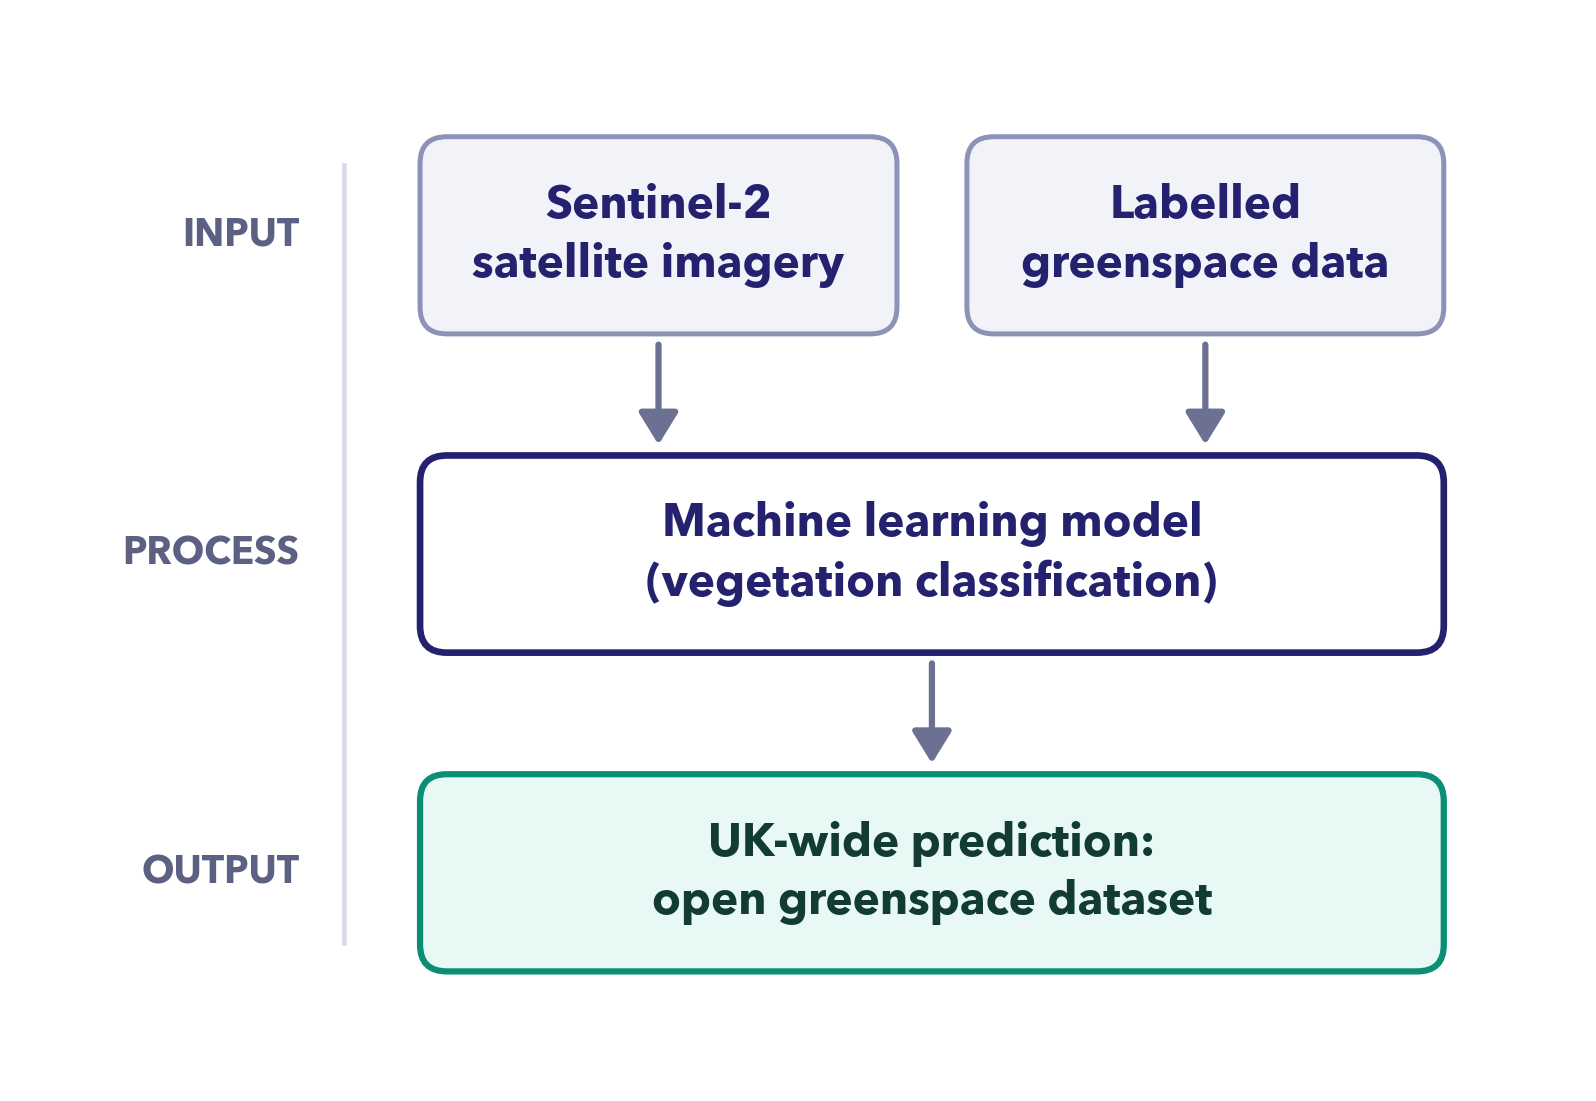 INPUT
Sentinel-2
satellite imagery
Labelled
greenspace data
PROCESS
Machine learning model
(vegetation classification)
OUTPUT
UK-wide prediction:
open greenspace dataset